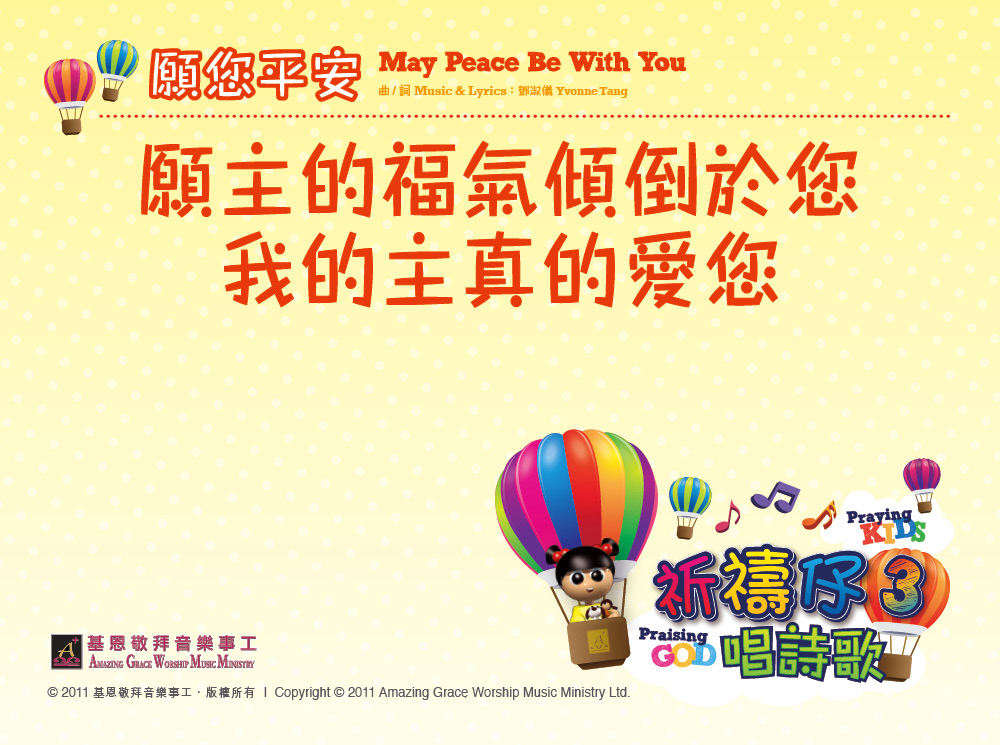 願您平安 May Peace Be With You
曲 / 詞 Music & Lyrics：鄧淑儀 Yvonne Tang
願主的福氣傾倒於您
我的主真的愛您
Praying KIDS
祈禱仔3
Praising GOD 唱詩歌
基恩敬拜音樂事工
AMAZING GRACE WORSHIP MUSIC MINISTRY
© 2011 基恩敬拜音樂事工・版權所有 | Copyright © 2011 Amazing Grace Worship Music Ministry Ltd.